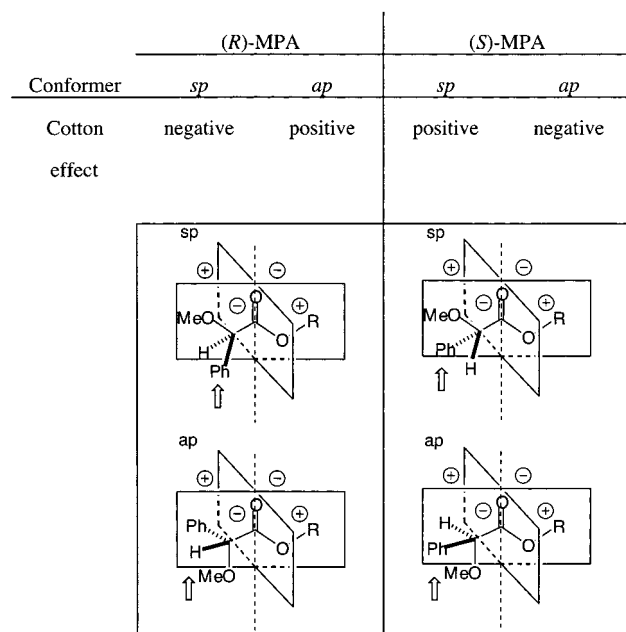 (R)-MPA (S)-MPA
Conformer sp ap sp ap
Cotton negative positive positive negative
effect
sp sp
+ − + −
− O + − O +
MeO O R MeO O R
H Ph
Ph H
ap ap
+ − + −
Ph − O + H − O +
H O R Ph O R
MeO MeO